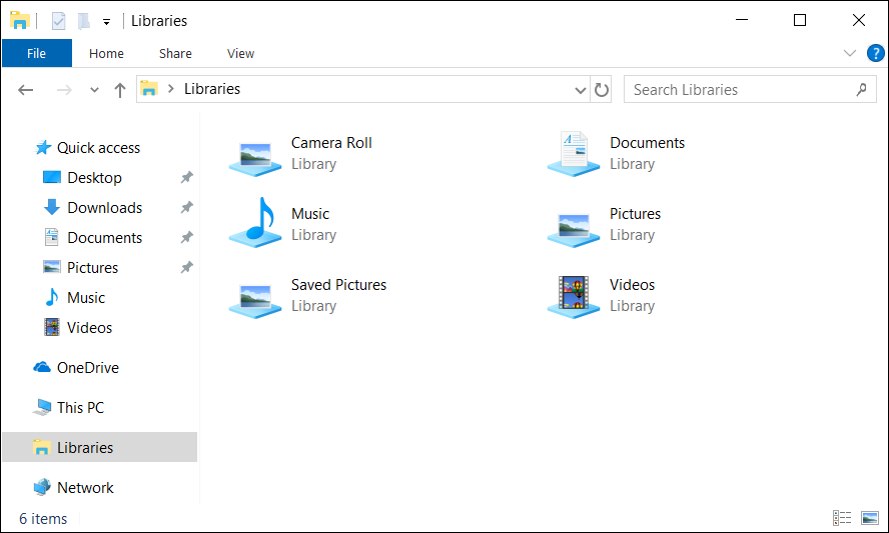 Libraries
File Home Share View
Libraries Search Libraries
Quick access
Desktop
Downloads
Documents
Pictures
Music
Videos
OneDrive
This PC
Libraries
Network
Camera Roll
Library
Documents
Library
Music
Library
Pictures
Library
Saved Pictures
Library
Videos
Library
6 items